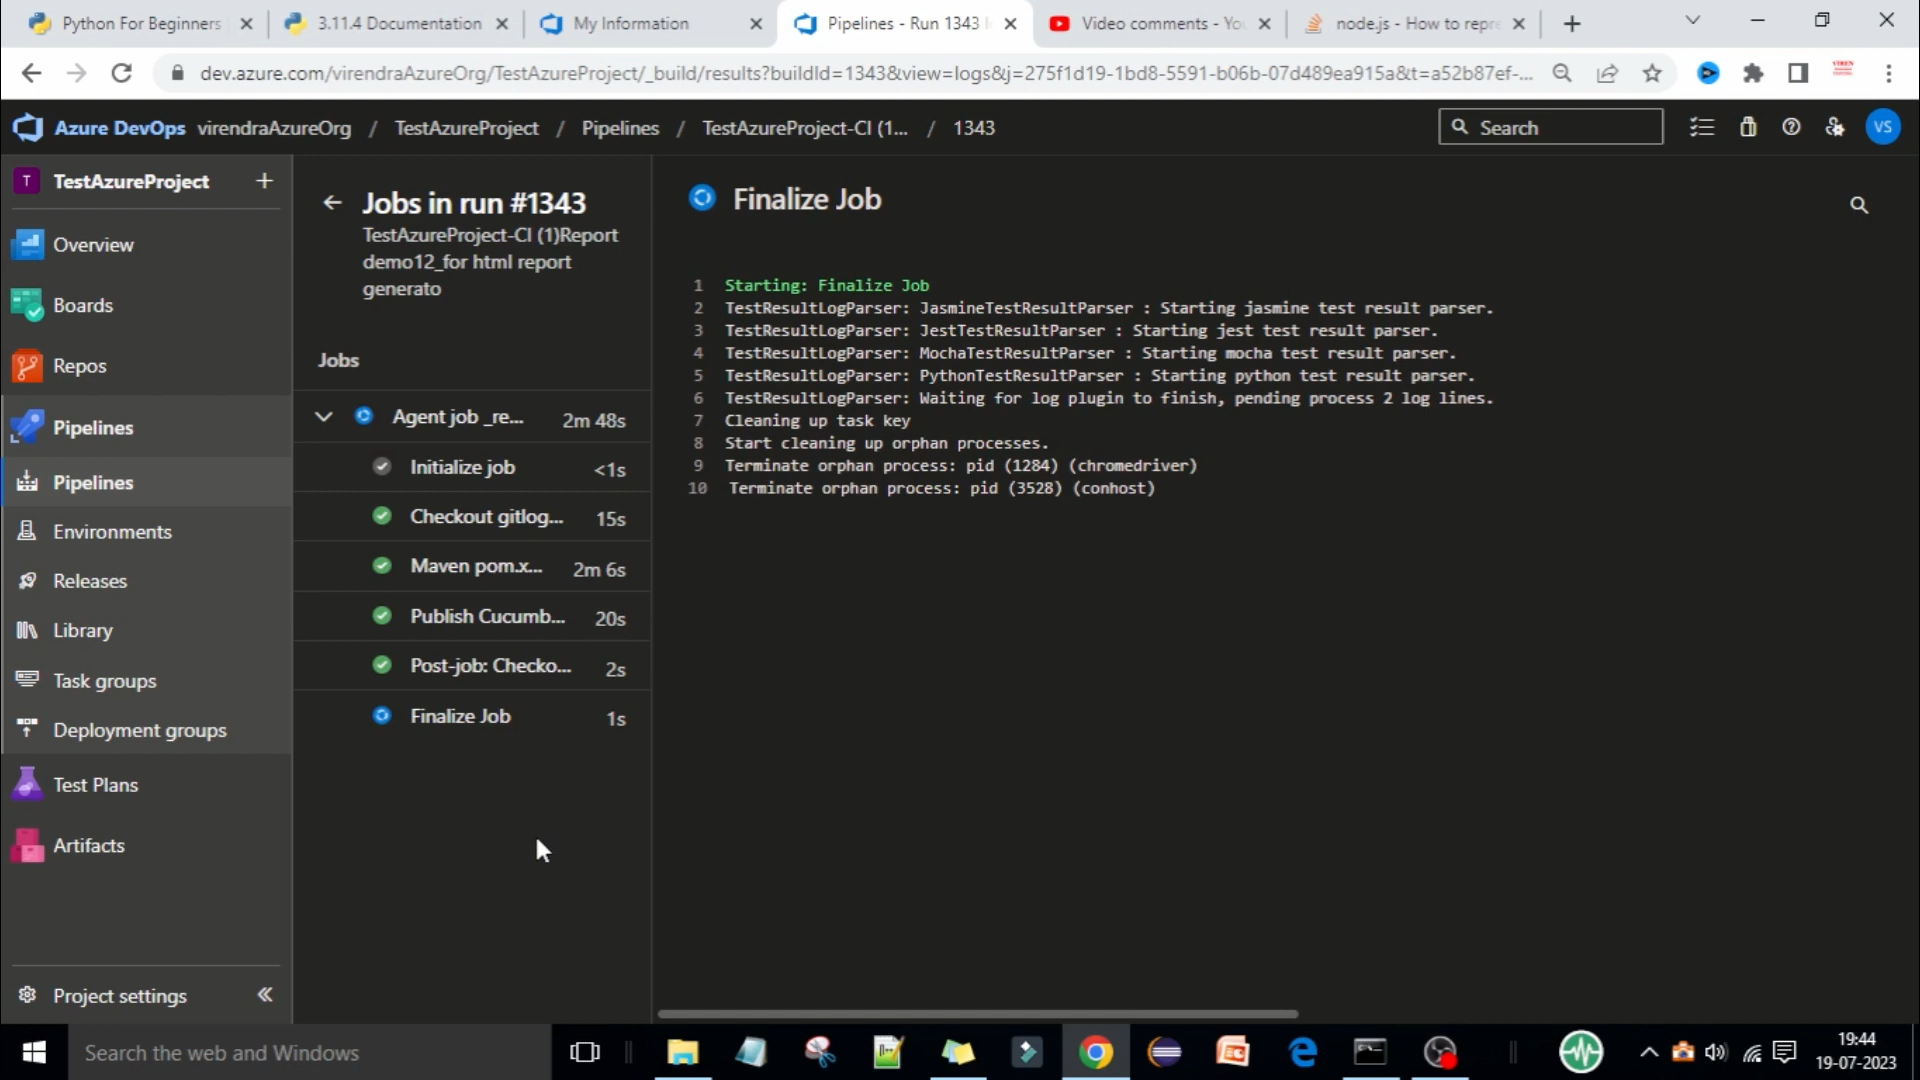 Python For Beginners
3.11.4 Documentation
My Information
Pipelines - Run 1343
Video comments - You
node.js - How to repre
dev.azure.com/virendraAzureOrg/TestAzureProject/_build/results?buildId=1343&view=logs&j=275f1d19-1bd8-5591-b06b-07d489ea915a&t=a52b87ef-...
VIREN
Azure DevOps virendraAzureOrg / TestAzureProject / Pipelines / TestAzureProject-CI (1... / 1343
Search
VS
T TestAzureProject +
Overview
Boards
Repos
Pipelines
Pipelines
Environments
Releases
Library
Task groups
Deployment groups
Test Plans
Artifacts
Project settings
Jobs in run #1343
TestAzureProject-CI (1)Report
demo12_for html report
generato
Jobs
Agent job _re... 2m 48s
Initialize job <1s
Checkout gitlog... 15s
Maven pom.x... 2m 6s
Publish Cucumb... 20s
Post-job: Checko... 2s
Finalize Job 1s
Finalize Job
1 Starting: Finalize Job
2 TestResultLogParser: JasmineTestResultParser : Starting jasmine test result parser.
3 TestResultLogParser: JestTestResultParser : Starting jest test result parser.
4 TestResultLogParser: MochaTestResultParser : Starting mocha test result parser.
5 TestResultLogParser: PythonTestResultParser : Starting python test result parser.
6 TestResultLogParser: Waiting for log plugin to finish, pending process 2 log lines.
7 Cleaning up task key
8 Start cleaning up orphan processes.
9 Terminate orphan process: pid (1284) (chromedriver)
10 Terminate orphan process: pid (3528) (conhost)
Search the web and Windows
19:44
19-07-2023